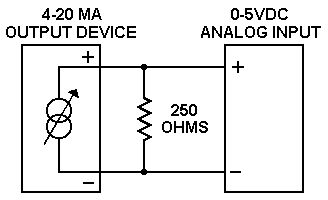 4-20 MA
OUTPUT DEVICE
0-5VDC
ANALOG INPUT
+
+
250
OHMS
−
−